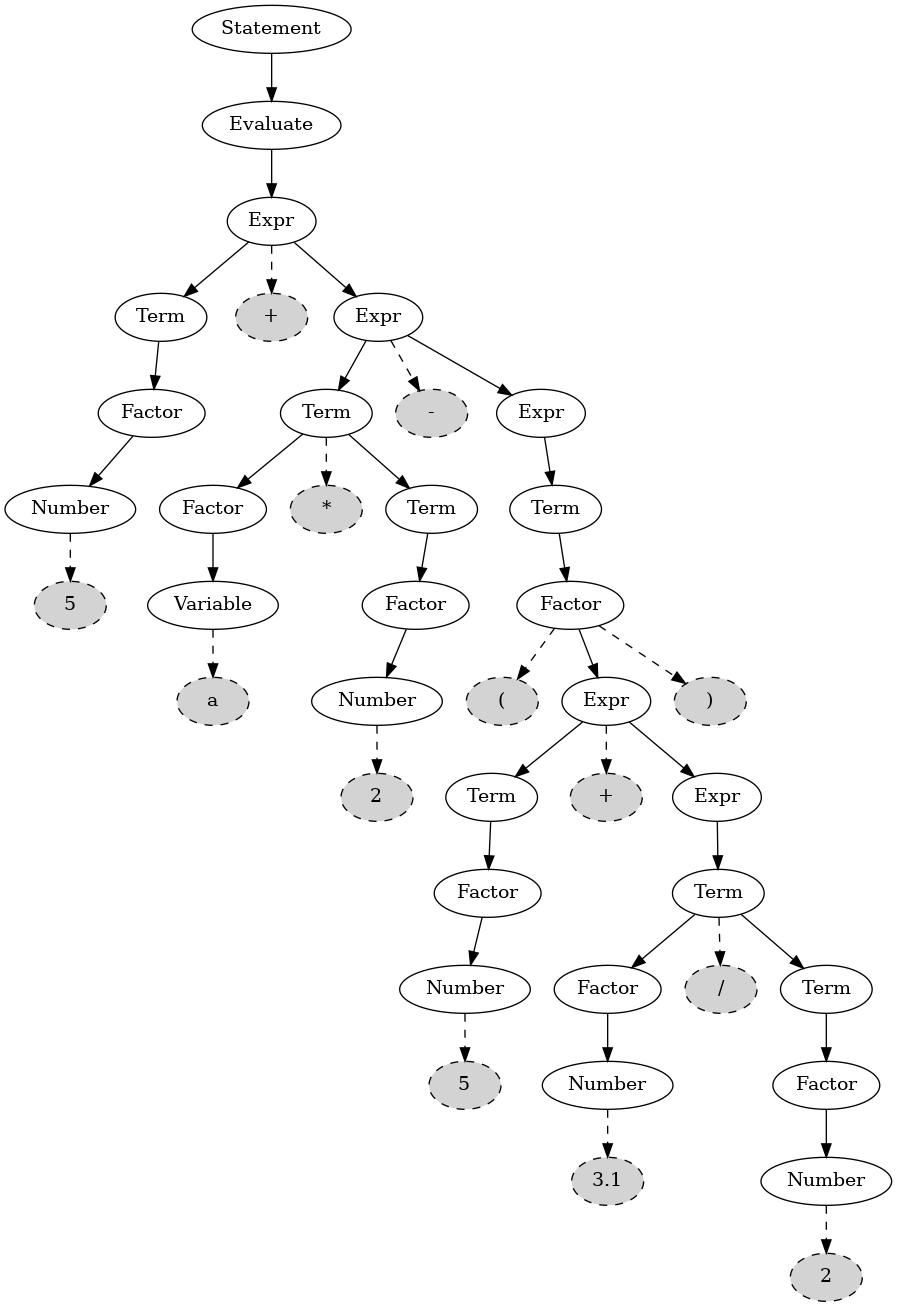 Statement
Evaluate
Expr
Term + Expr
Factor Term - Expr
Number Factor * Term Term
5 Variable Factor Factor
a Number ( Expr )
2 Term + Expr
Factor Term
Number Factor / Term
5 Number Factor
3.1 Number
2